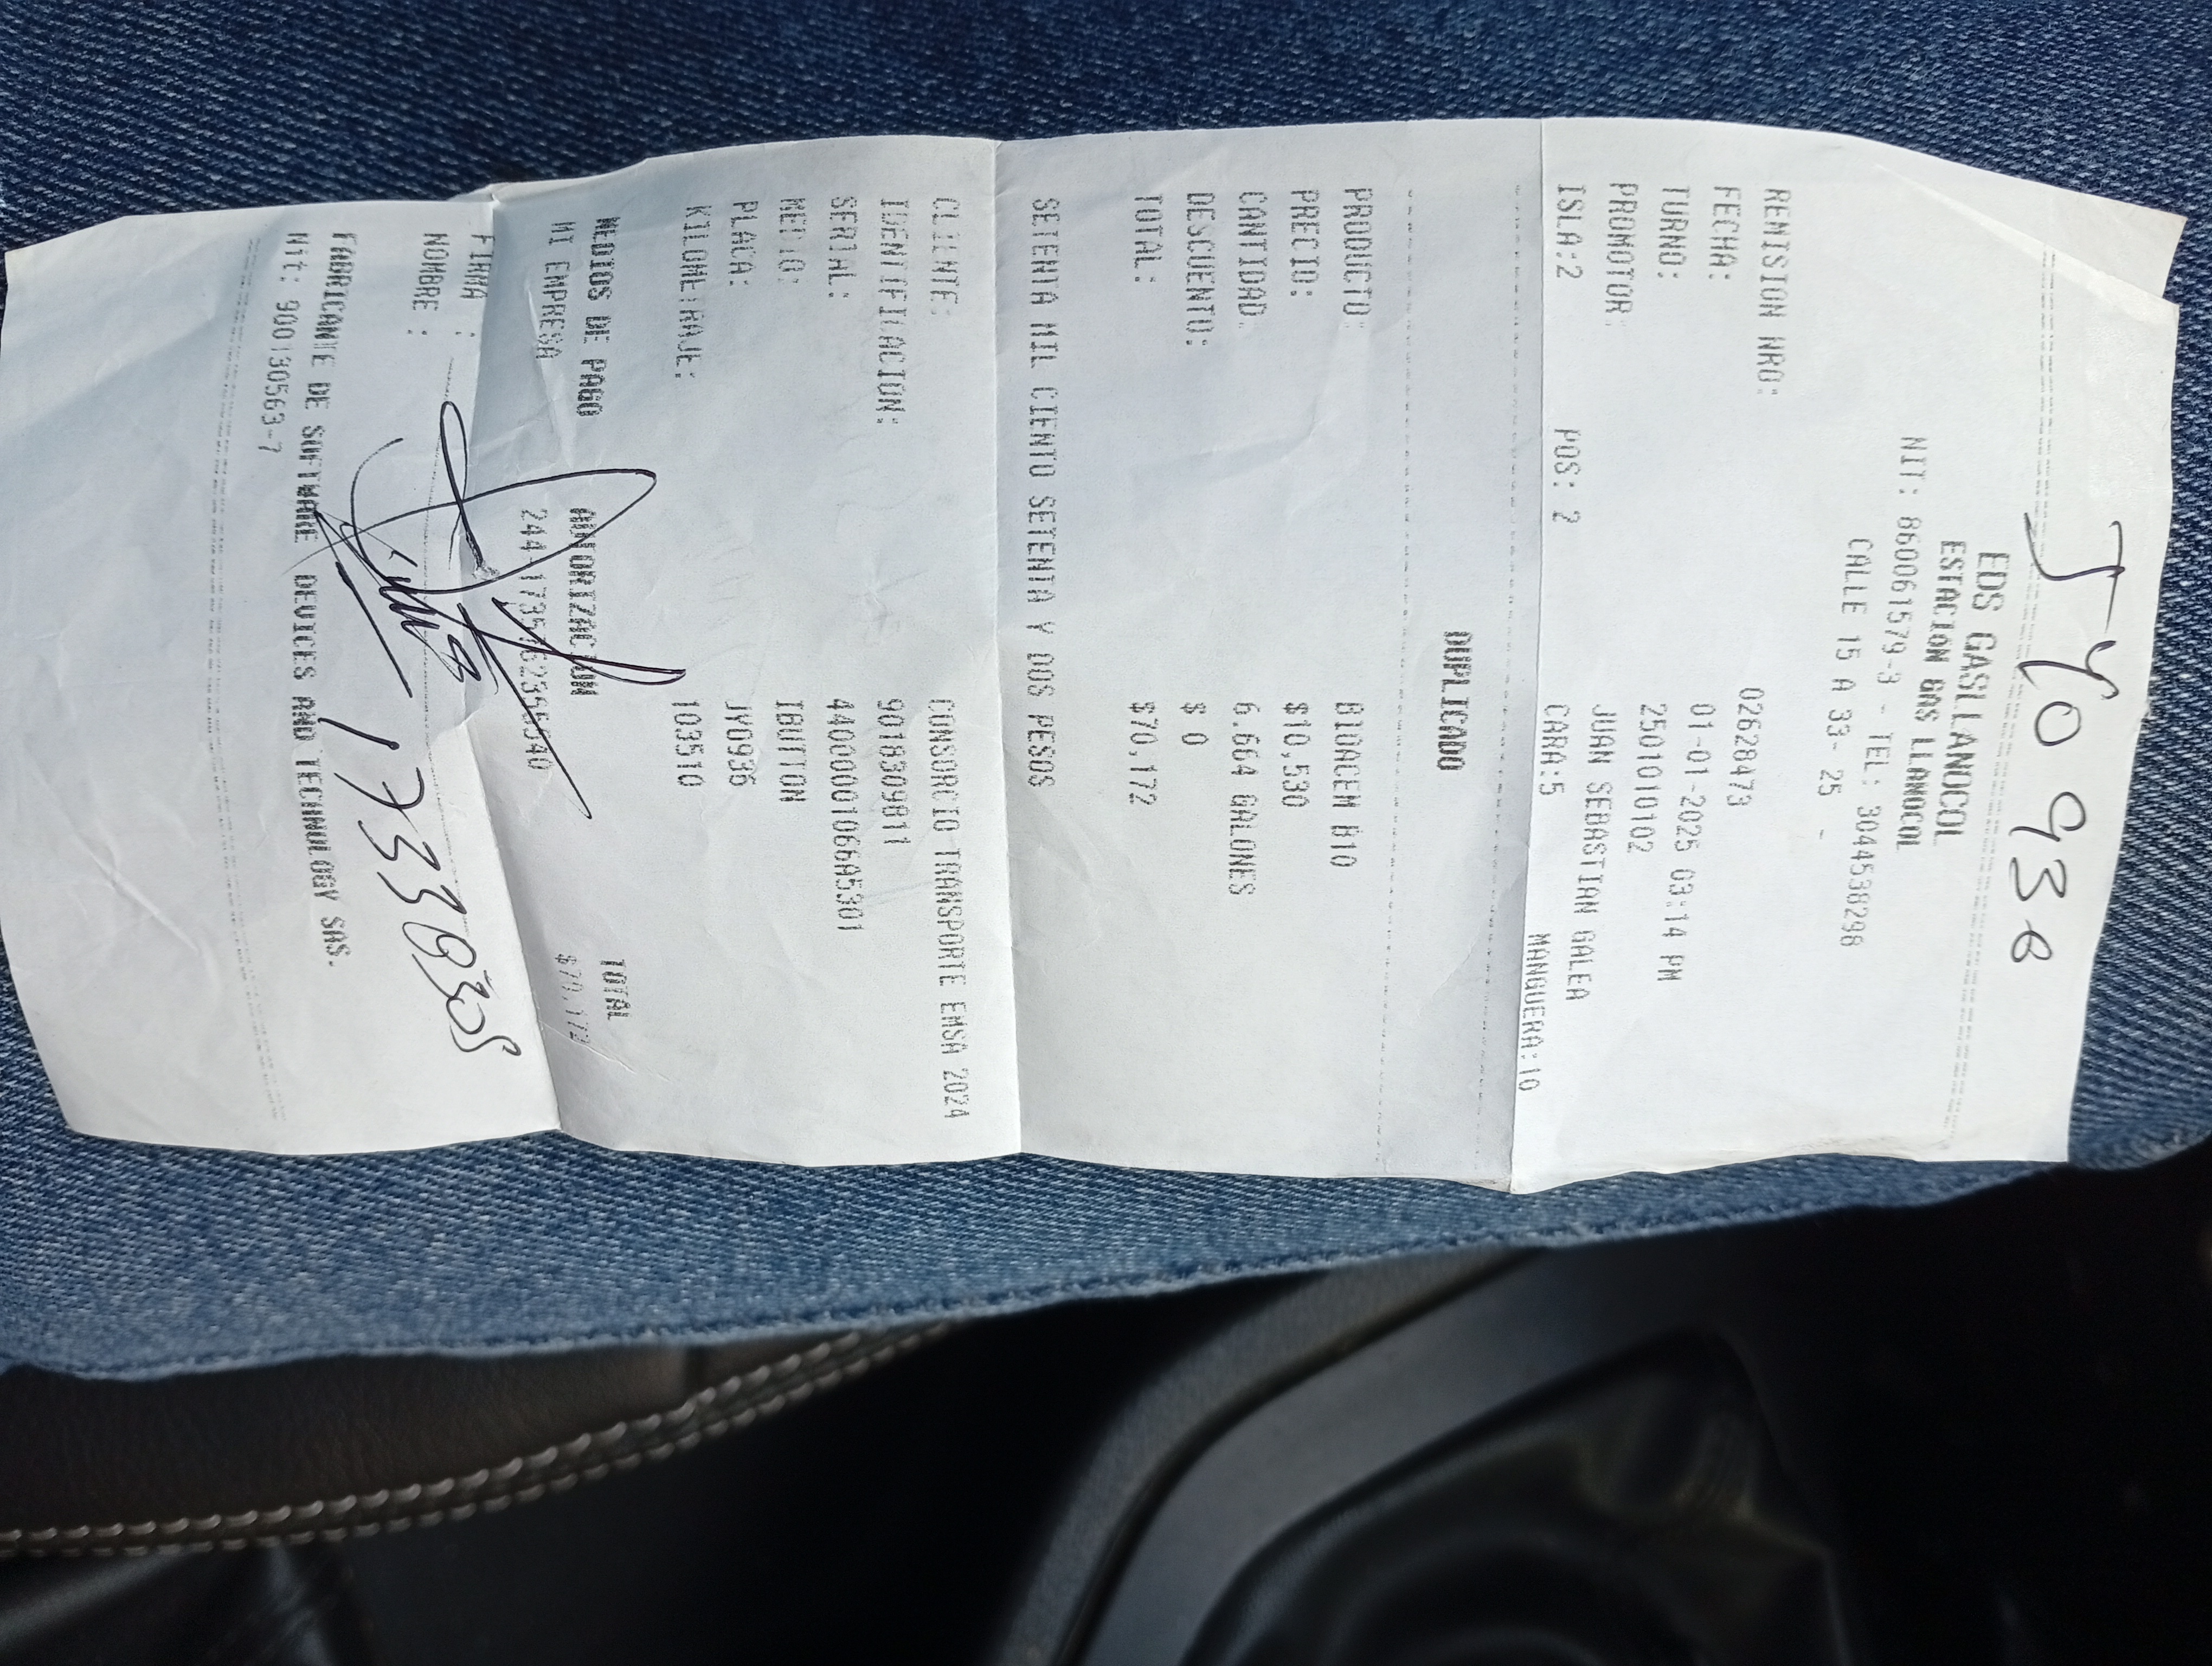 JYO 936
EDS GASLLANOCOL
ESTACION GAS LLANOCOL
NIT: 860061579-3 - TEL: 3044538298
CALLE 15 A 33- 25 -
REMISION NRO: 02628473
FECHA: 01-01-2025 03:14 PM
TURNO: 2501010102
PROMOTOR: JUAN SEBASTIAN GALEA
ISLA:2 POS: 2 CARA:5 MANGUERA:10
DUPLICADO
PRODUCTO: BIOACEM B10
PRECIO: $10,530
CANTIDAD: 6.664 GALONES
DESCUENTO: $ 0
TOTAL: $70,172
SETENTA MIL CIENTO SETENTA Y DOS PESOS
CLIENTE: CONSORCIO TRANSPORTE EMSA 2024
IDENTIFICACION: 9018309811
SERIAL: 4400001066A5301
MEDIO: IBUTTON
PLACA: JYO936
KILOMETRAJE: 103510
MEDIOS DE PAGO AUTORIZACION TOTAL
MI EMPRESA $70,172
FIRMA :
NOMBRE :
FABRICANTE DE SOFTWARE DEVICES AND TECHNOLOGY SAS.
Nit: 900130563-7